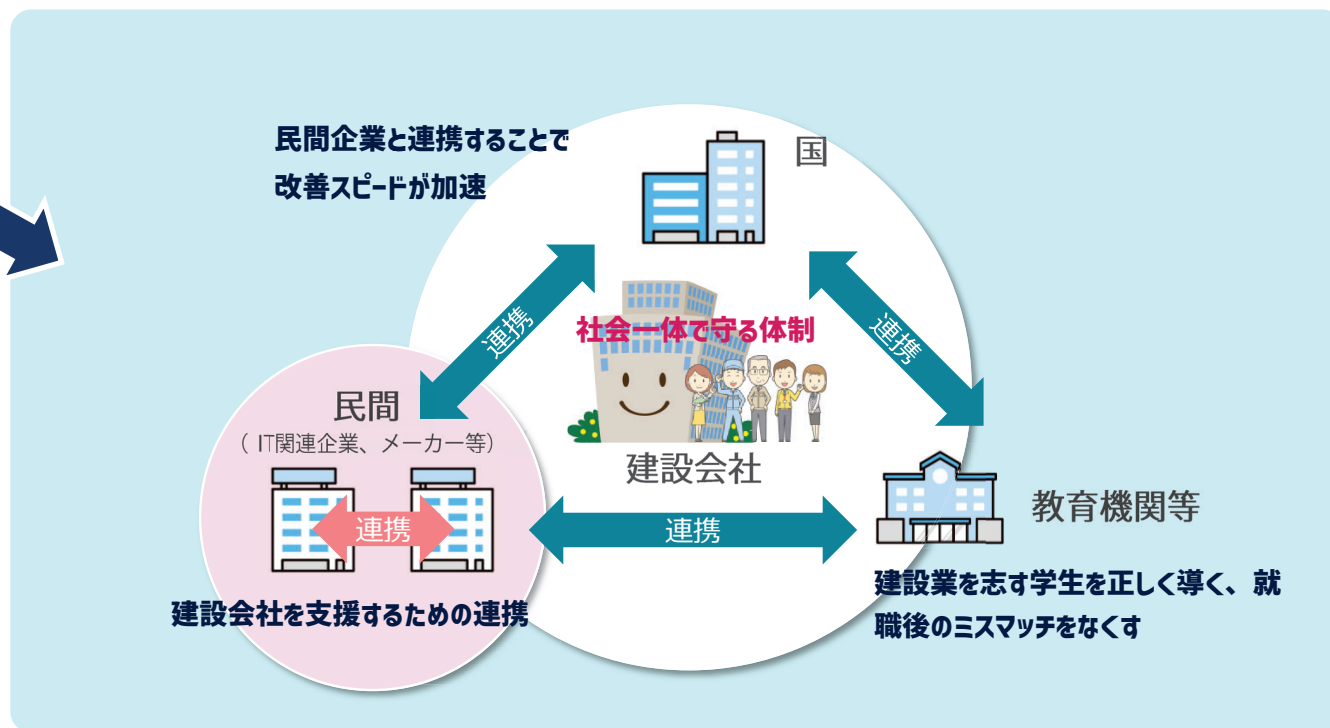 民間企業と連携することで
改善スピードが加速
国
連携
連携
社会一体で守る体制
建設会社
民間
（ IT関連企業、メーカー等）
連携
建設会社を支援するための連携
連携
教育機関等
建設業を志す学生を正しく導く、就
職後のミスマッチをなくす